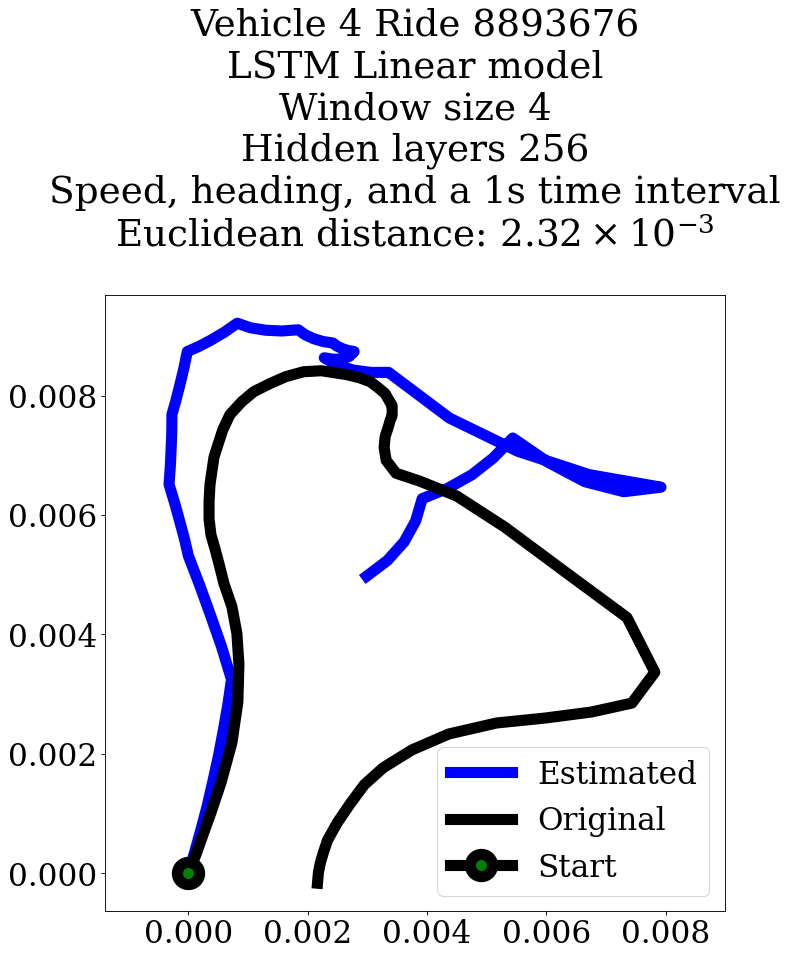 Vehicle 4 Ride 8893676
LSTM Linear model
Window size 4
Hidden layers 256
Speed, heading, and a 1s time interval
Euclidean distance: 2.32 × 10⁻³
0.008
0.006
0.004
0.002
0.000
Estimated
Original
Start
0.000 0.002 0.004 0.006 0.008